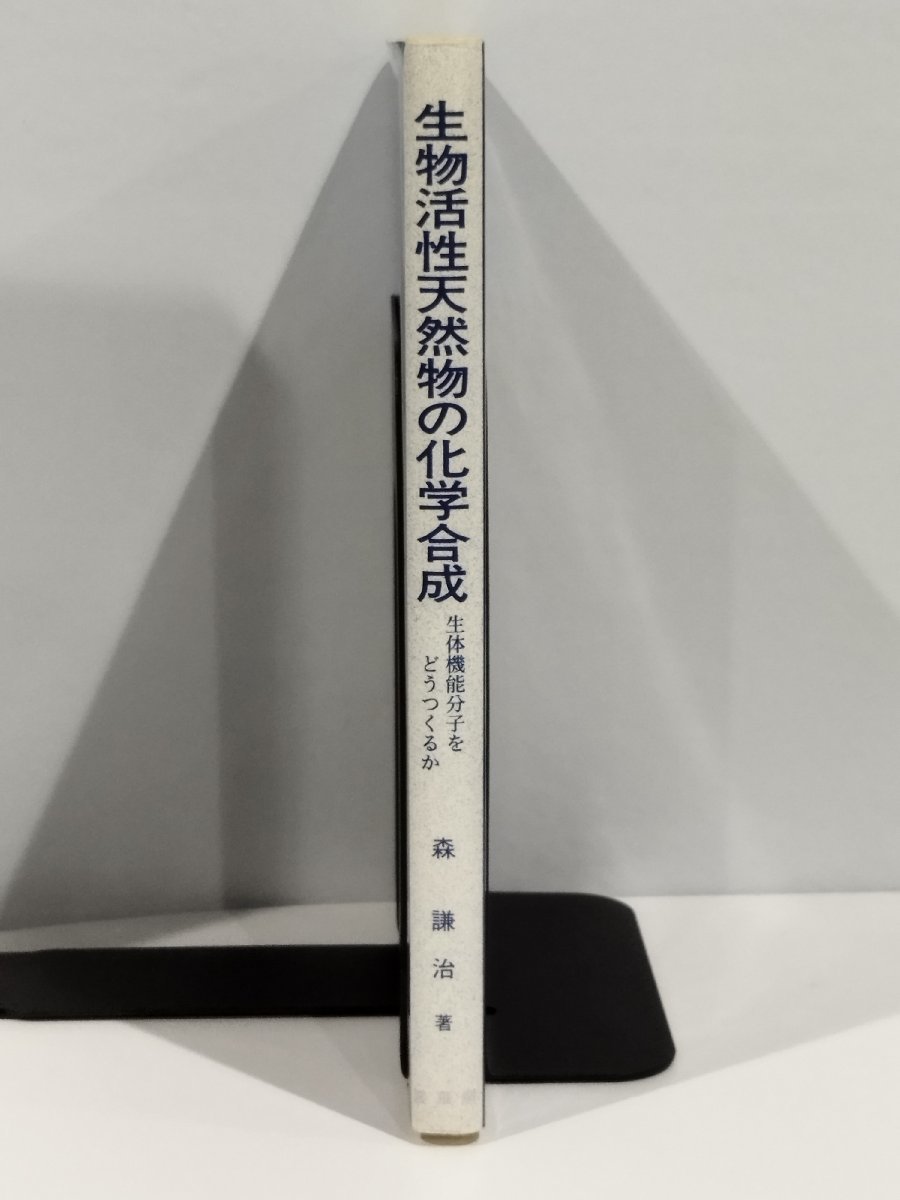 生物活性天然物の化学合成
生体機能分子を
どうつくるか
森 謙治 著